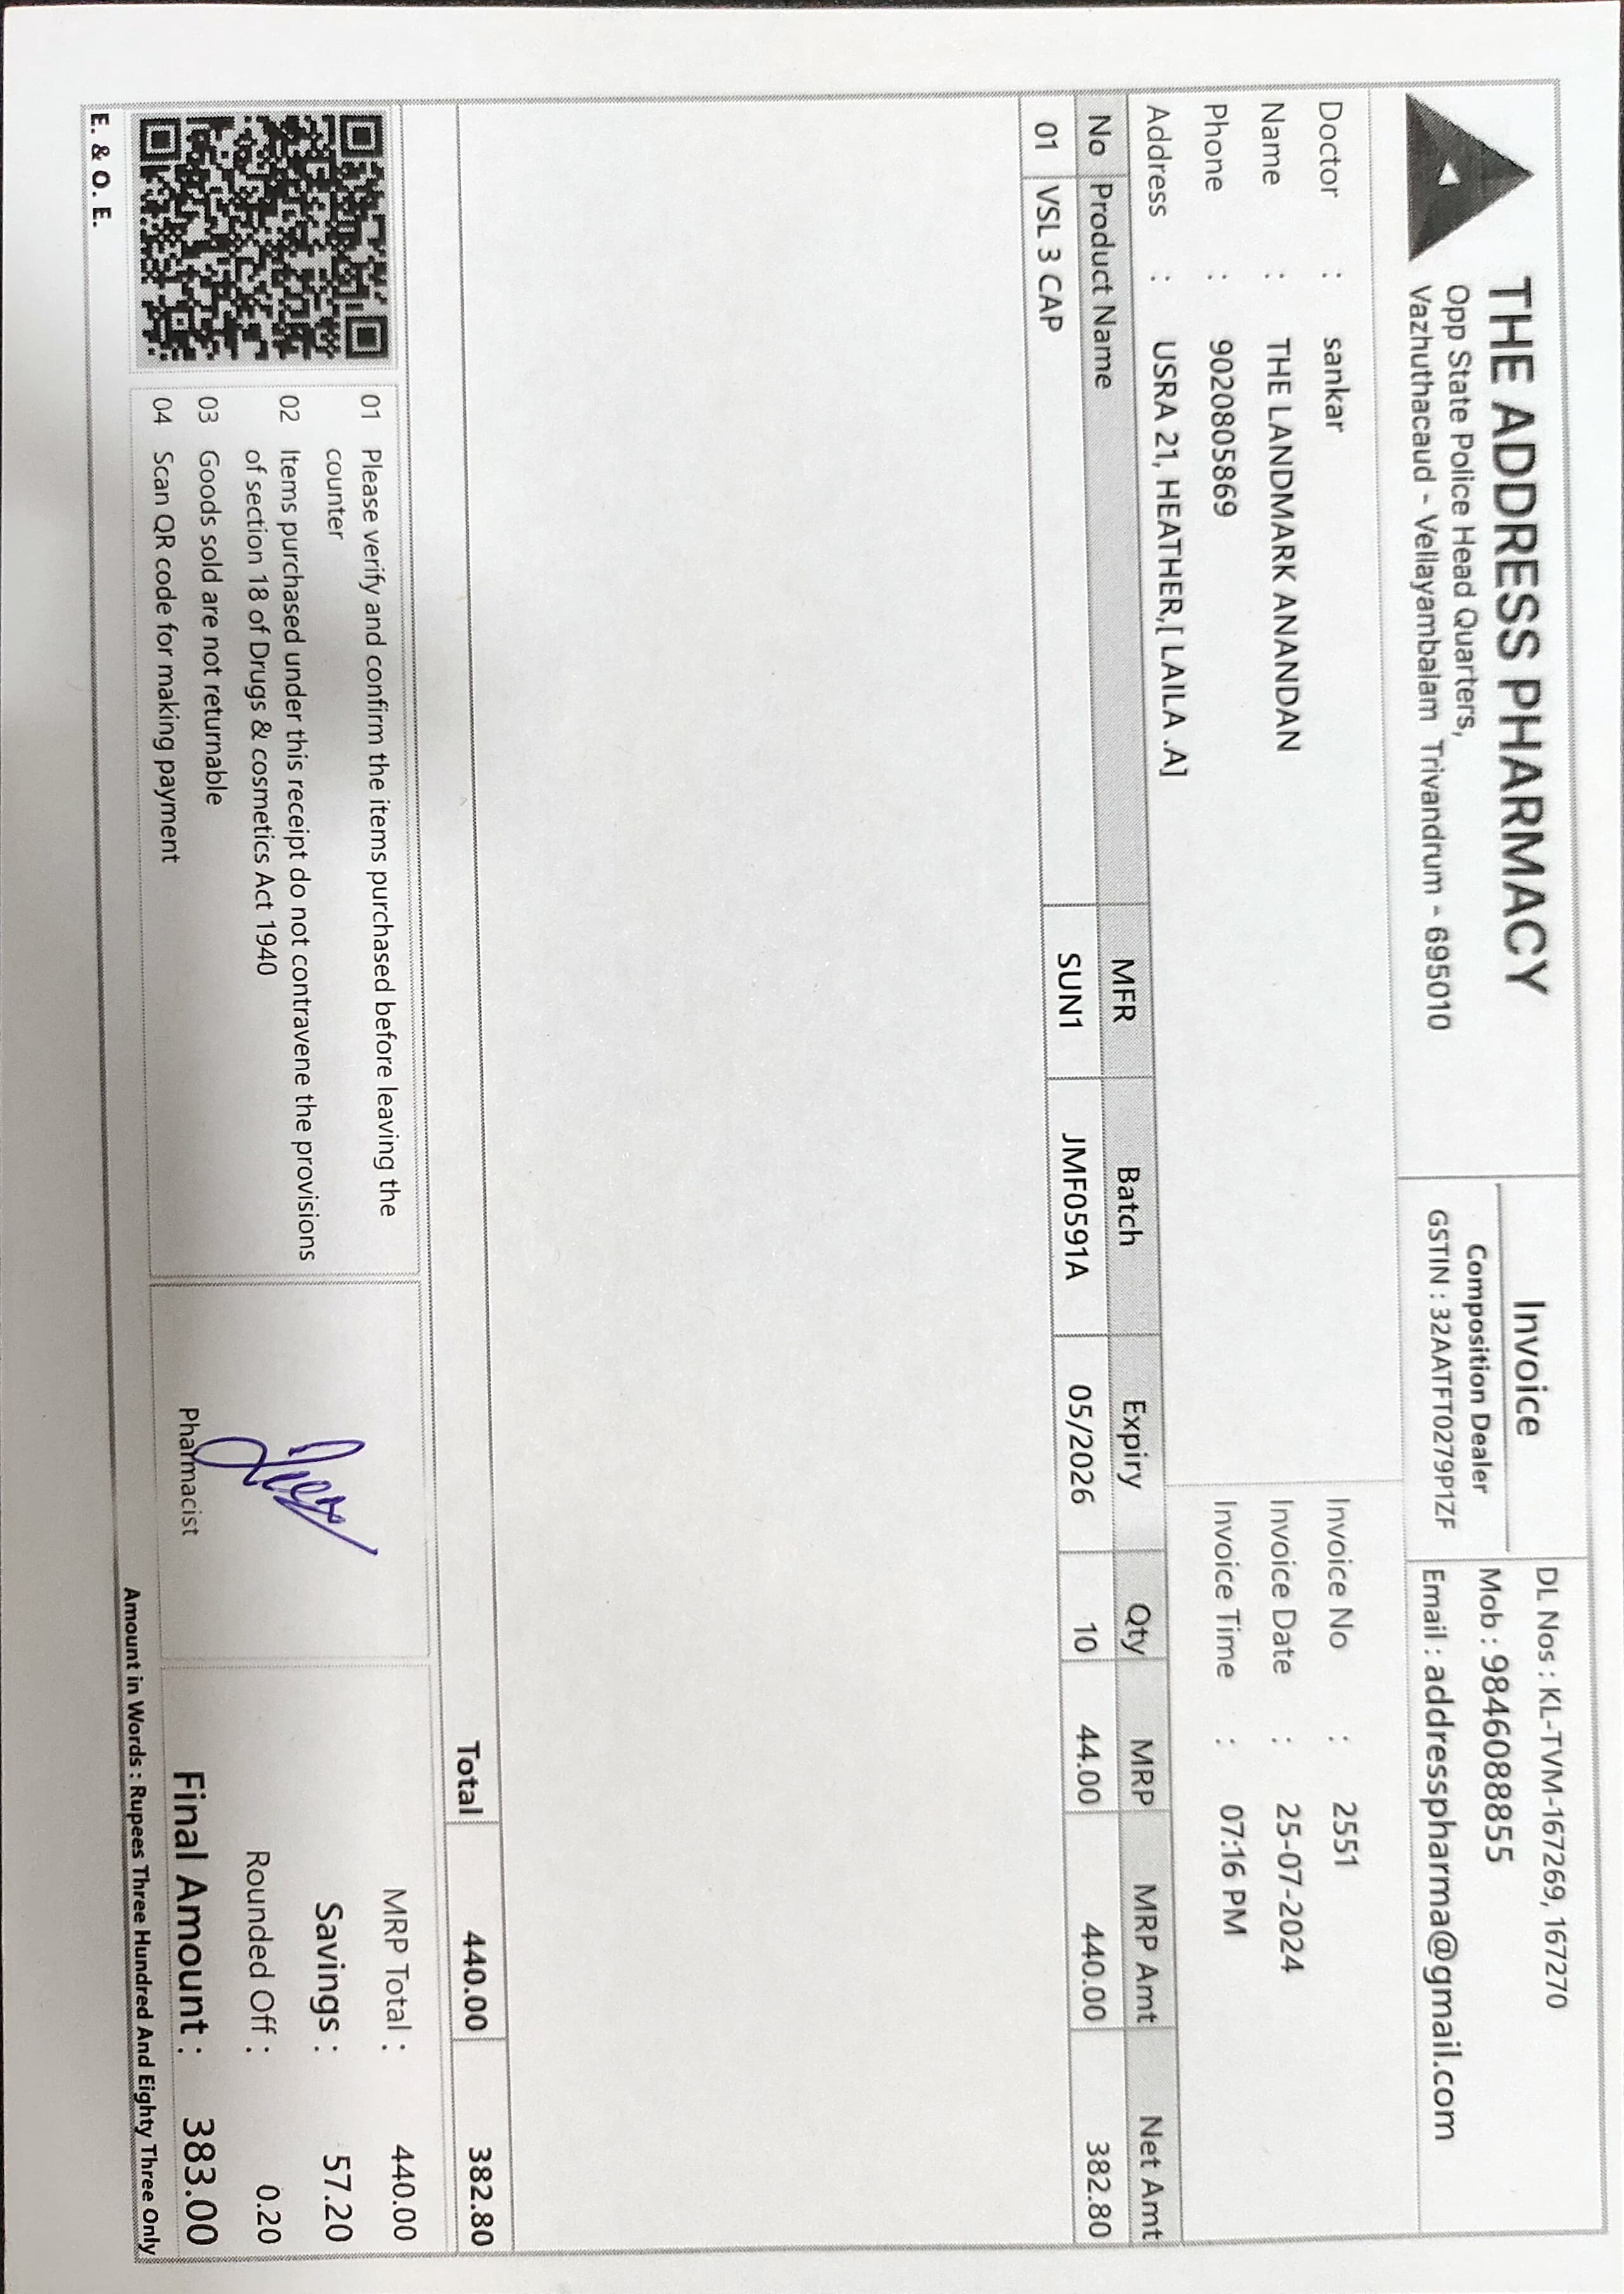 THE ADDRESS PHARMACY
Opp State Police Head Quarters,
Vazhuthacaud - Vellayambalam Trivandrum - 695010
Invoice
Composition Dealer
GSTIN : 32AATFT0279P1ZF
DL Nos : KL-TVM-167269, 167270
Mob : 9846088855
Email : addresspharma@gmail.com
Doctor : sankar
Name : THE LANDMARK ANANDAN
Phone : 9020805869
Address : USRA 21, HEATHER,[ LAILA .A]
Invoice No : 2551
Invoice Date : 25-07-2024
Invoice Time : 07:16 PM
No Product Name MFR Batch Expiry Qty MRP MRP Amt Net Amt
01 VSL 3 CAP SUN1 JMF0591A 05/2026 10 44.00 440.00 382.80
Total 440.00 382.80
01 Please verify and confirm the items purchased before leaving the
counter
02 Items purchased under this receipt do not contravene the provisions
of section 18 of Drugs & cosmetics Act 1940
03 Goods sold are not returnable
04 Scan QR code for making payment
Pharmacist
MRP Total : 440.00
Savings : 57.20
Rounded Off : 0.20
Final Amount : 383.00
Amount in Words : Rupees Three Hundred And Eighty Three Only
E. & O. E.